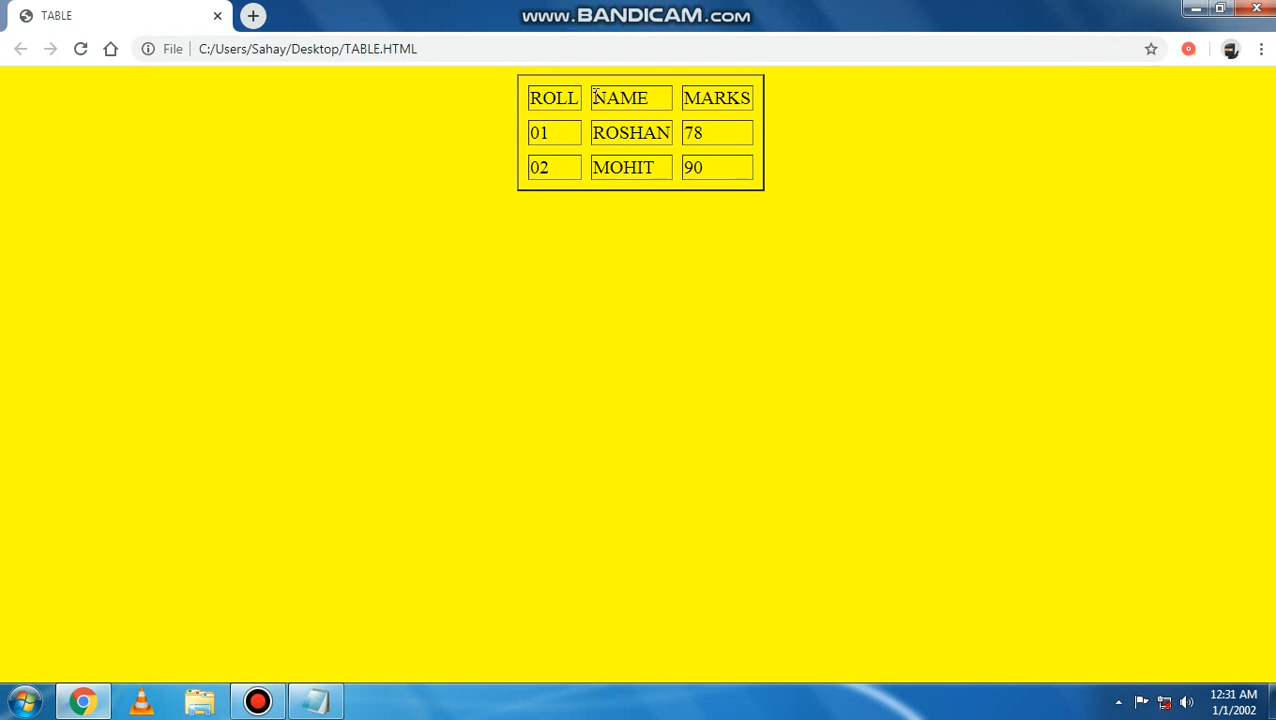 TABLE
WWW.BANDICAM.COM
File C:/Users/Sahay/Desktop/TABLE.HTML
ROLL NAME MARKS
01 ROSHAN 78
02 MOHIT 90
12:31 AM
1/1/2002